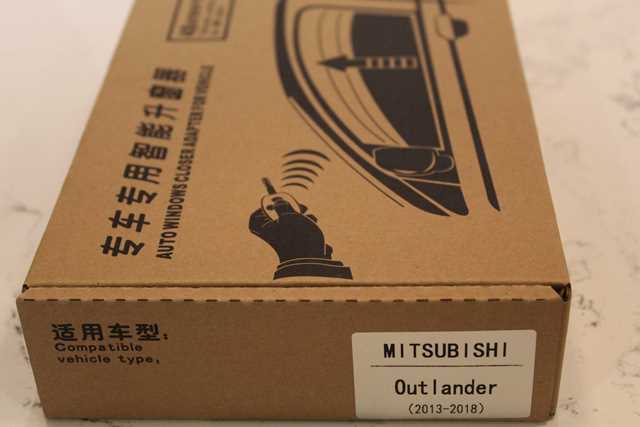 专车专用智能升窗器
AUTO WINDOWS CLOSER ADAPTER FOR VEHICLE
适用车型:
Compatible
vehicle type,
MITSUBISHI
Outlander
(2013-2018)